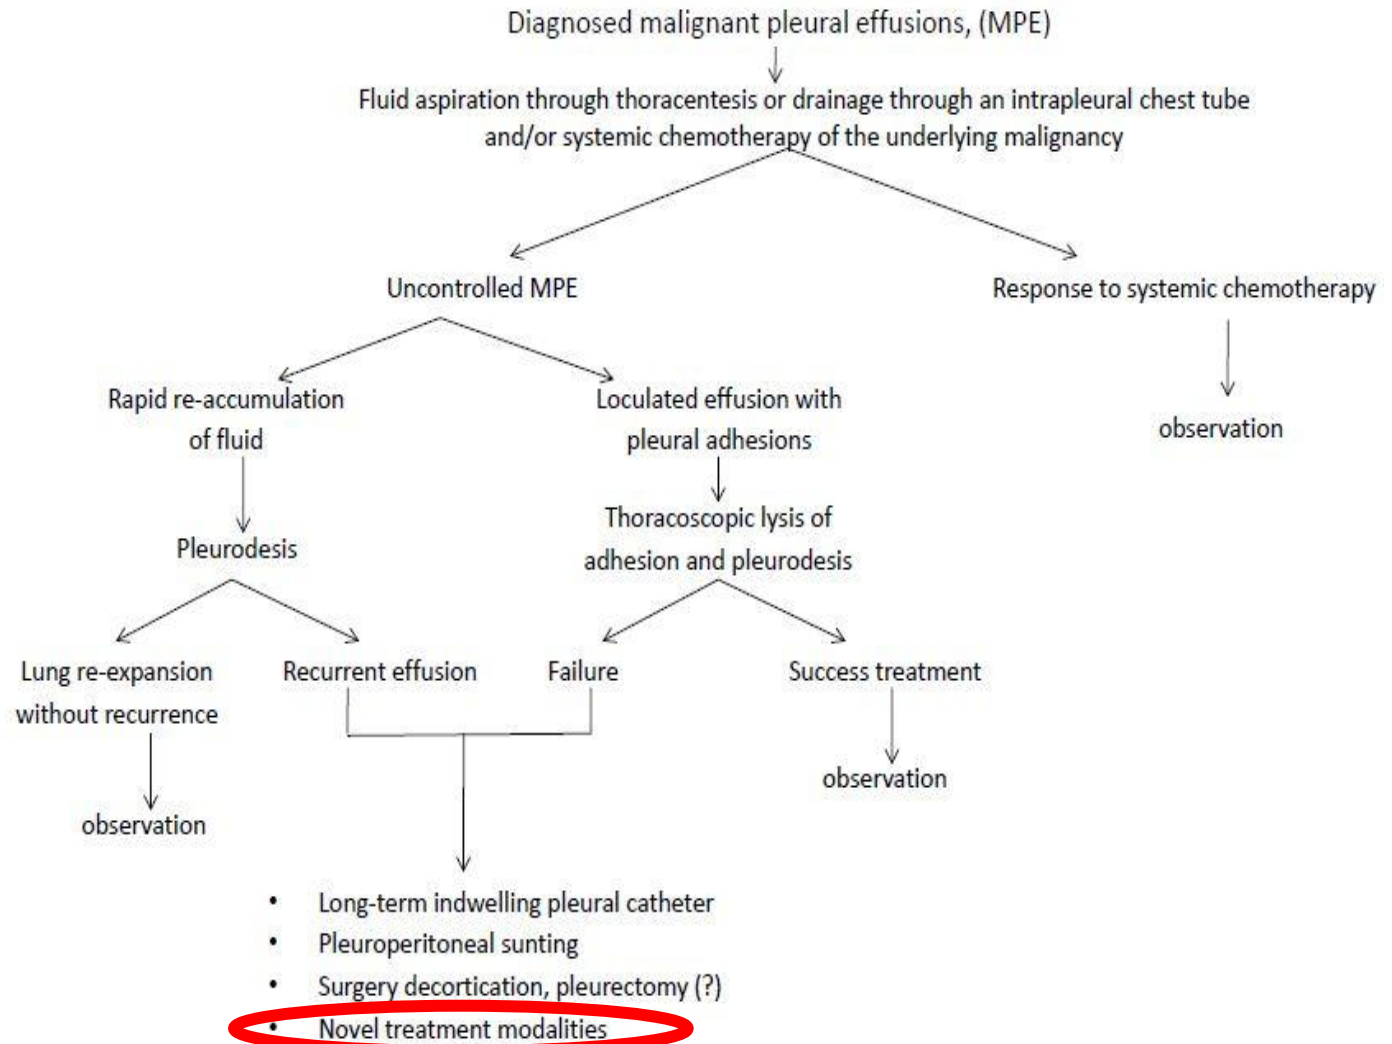 Diagnosed malignant pleural effusions, (MPE)
Fluid aspiration through thoracentesis or drainage through an intrapleural chest tube
and/or systemic chemotherapy of the underlying malignancy
Uncontrolled MPE
Response to systemic chemotherapy
Rapid re-accumulation
of fluid
Loculated effusion with
pleural adhesions
observation
Pleurodesis
Thoracoscopic lysis of
adhesion and pleurodesis
Lung re-expansion
without recurrence
Recurrent effusion
Failure
Success treatment
observation
observation
• Long-term indwelling pleural catheter
• Pleuroperitoneal sunting
• Surgery decortication, pleurectomy (?)
• Novel treatment modalities